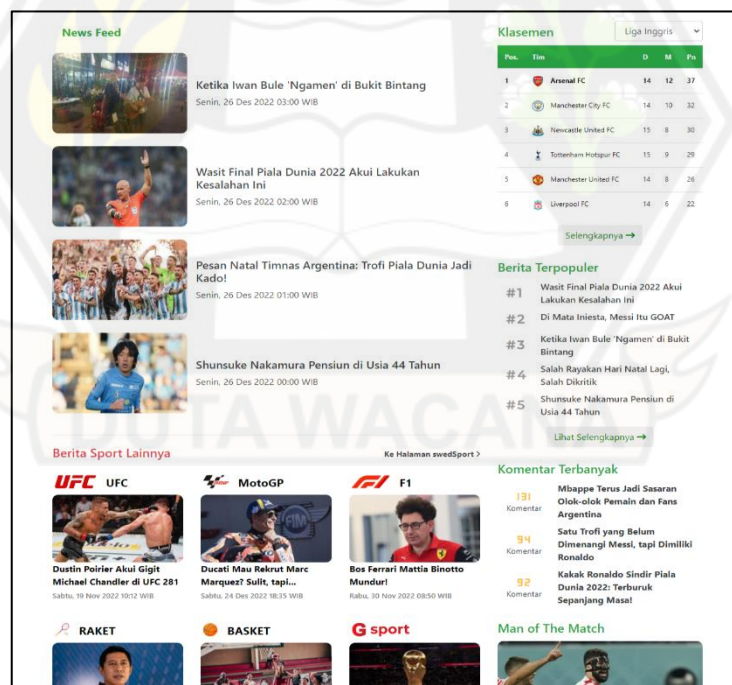 News Feed
Ketika Iwan Bule 'Ngamen' di Bukit Bintang
Senin, 26 Des 2022 03:00 WIB
Wasit Final Piala Dunia 2022 Akui Lakukan
Kesalahan Ini
Senin, 26 Des 2022 02:00 WIB
Pesan Natal Timnas Argentina: Trofi Piala Dunia Jadi
Kado!
Senin, 26 Des 2022 01:00 WIB
Shunsuke Nakamura Pensiun di Usia 44 Tahun
Senin, 26 Des 2022 00:00 WIB
Klasemen Liga Inggris
Pos. Tim D M Pn
1 Arsenal FC 14 12 37
2 Manchester City FC 14 10 32
3 Newcastle United FC 15 8 30
4 Tottenham Hotspur FC 15 9 29
5 Manchester United FC 14 8 26
6 Liverpool FC 14 6 22
Selengkapnya →
Berita Terpopuler
#1 Wasit Final Piala Dunia 2022 Akui
Lakukan Kesalahan Ini
#2 Di Mata Iniesta, Messi Itu GOAT
#3 Ketika Iwan Bule 'Ngamen' di Bukit
Bintang
#4 Salah Rayakan Hari Natal Lagi,
Salah Dikritik
#5 Shunsuke Nakamura Pensiun di
Usia 44 Tahun
Lihat Selengkapnya →
DUTA WACANA
Berita Sport Lainnya Ke Halaman swedSport >
UFC UFC
Dustin Poirier Akui Gigit
Michael Chandler di UFC 281
Sabtu, 19 Nov 2022 10:12 WIB
MotoGP
Ducati Mau Rekrut Marc
Marquez? Sulit, tapi...
Sabtu, 24 Des 2022 18:35 WIB
F1 F1
Bos Ferrari Mattia Binotto
Mundur!
Rabu, 30 Nov 2022 08:50 WIB
RAKET
BASKET
G sport
Komentar Terbanyak
131 Komentar
Mbappe Terus Jadi Sasaran
Olok-olok Pemain dan Fans
Argentina
94 Komentar
Satu Trofi yang Belum
Dimenangi Messi, tapi Dimiliki
Ronaldo
92 Komentar
Kakak Ronaldo Sindir Piala
Dunia 2022: Terburuk
Sepanjang Masa!
Man of The Match